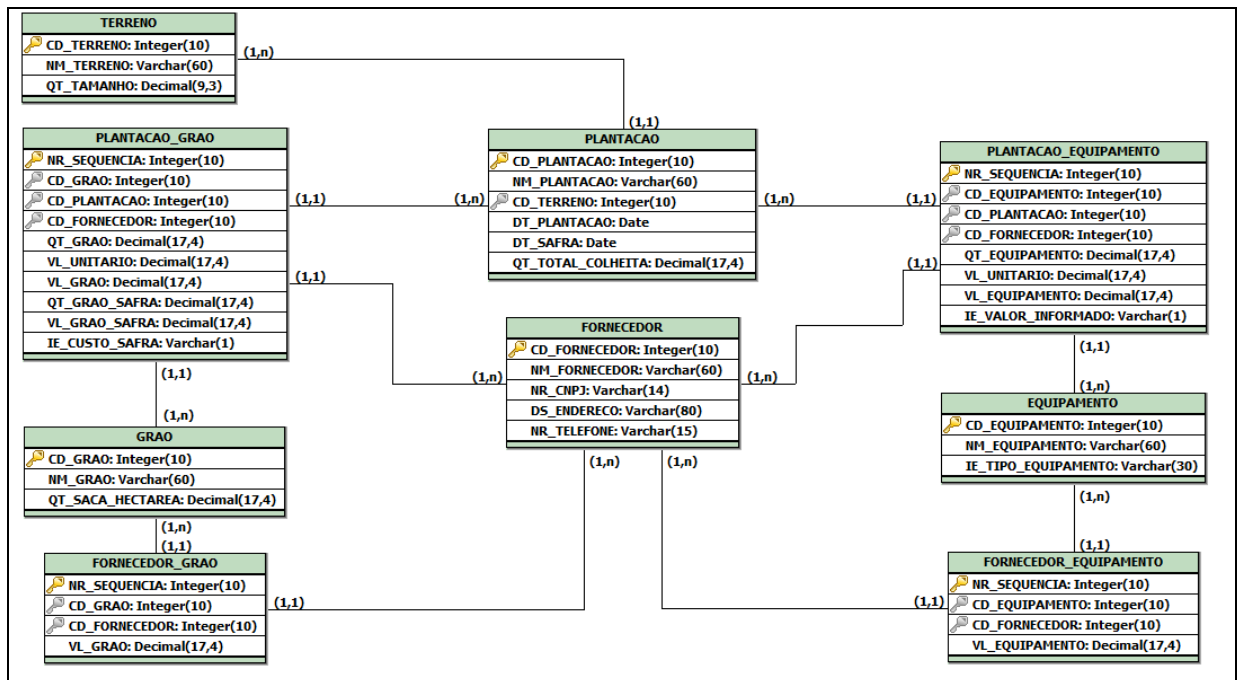 TERRENO
CD_TERRENO: Integer(10)
NM_TERRENO: Varchar(60)
QT_TAMANHO: Decimal(9,3)
(1,n)
(1,1)
PLANTACAO_GRAO
NR_SEQUENCIA: Integer(10)
CD_GRAO: Integer(10)
CD_PLANTACAO: Integer(10)
CD_FORNECEDOR: Integer(10)
QT_GRAO: Decimal(17,4)
VL_UNITARIO: Decimal(17,4)
VL_GRAO: Decimal(17,4)
QT_GRAO_SAFRA: Decimal(17,4)
VL_GRAO_SAFRA: Decimal(17,4)
IE_CUSTO_SAFRA: Varchar(1)
(1,1)
(1,n)
(1,1)
(1,n)
PLANTACAO
CD_PLANTACAO: Integer(10)
NM_PLANTACAO: Varchar(60)
CD_TERRENO: Integer(10)
DT_PLANTACAO: Date
DT_SAFRA: Date
QT_TOTAL_COLHEITA: Decimal(17,4)
(1,n)
(1,1)
(1,1)
PLANTACAO_EQUIPAMENTO
NR_SEQUENCIA: Integer(10)
CD_EQUIPAMENTO: Integer(10)
CD_PLANTACAO: Integer(10)
CD_FORNECEDOR: Integer(10)
QT_EQUIPAMENTO: Decimal(17,4)
VL_UNITARIO: Decimal(17,4)
VL_EQUIPAMENTO: Decimal(17,4)
IE_VALOR_INFORMADO: Varchar(1)
FORNECEDOR
CD_FORNECEDOR: Integer(10)
NM_FORNECEDOR: Varchar(60)
NR_CNPJ: Varchar(14)
DS_ENDERECO: Varchar(80)
NR_TELEFONE: Varchar(15)
(1,n)
(1,n)
(1,n)
(1,1)
(1,n)
(1,1)
(1,n)
GRAO
CD_GRAO: Integer(10)
NM_GRAO: Varchar(60)
QT_SACA_HECTAREA: Decimal(17,4)
(1,n)
(1,1)
EQUIPAMENTO
CD_EQUIPAMENTO: Integer(10)
NM_EQUIPAMENTO: Varchar(60)
IE_TIPO_EQUIPAMENTO: Varchar(30)
(1,n)
(1,1)
FORNECEDOR_GRAO
NR_SEQUENCIA: Integer(10)
CD_GRAO: Integer(10)
CD_FORNECEDOR: Integer(10)
VL_GRAO: Decimal(17,4)
(1,1)
(1,1)
FORNECEDOR_EQUIPAMENTO
NR_SEQUENCIA: Integer(10)
CD_EQUIPAMENTO: Integer(10)
CD_FORNECEDOR: Integer(10)
VL_EQUIPAMENTO: Decimal(17,4)